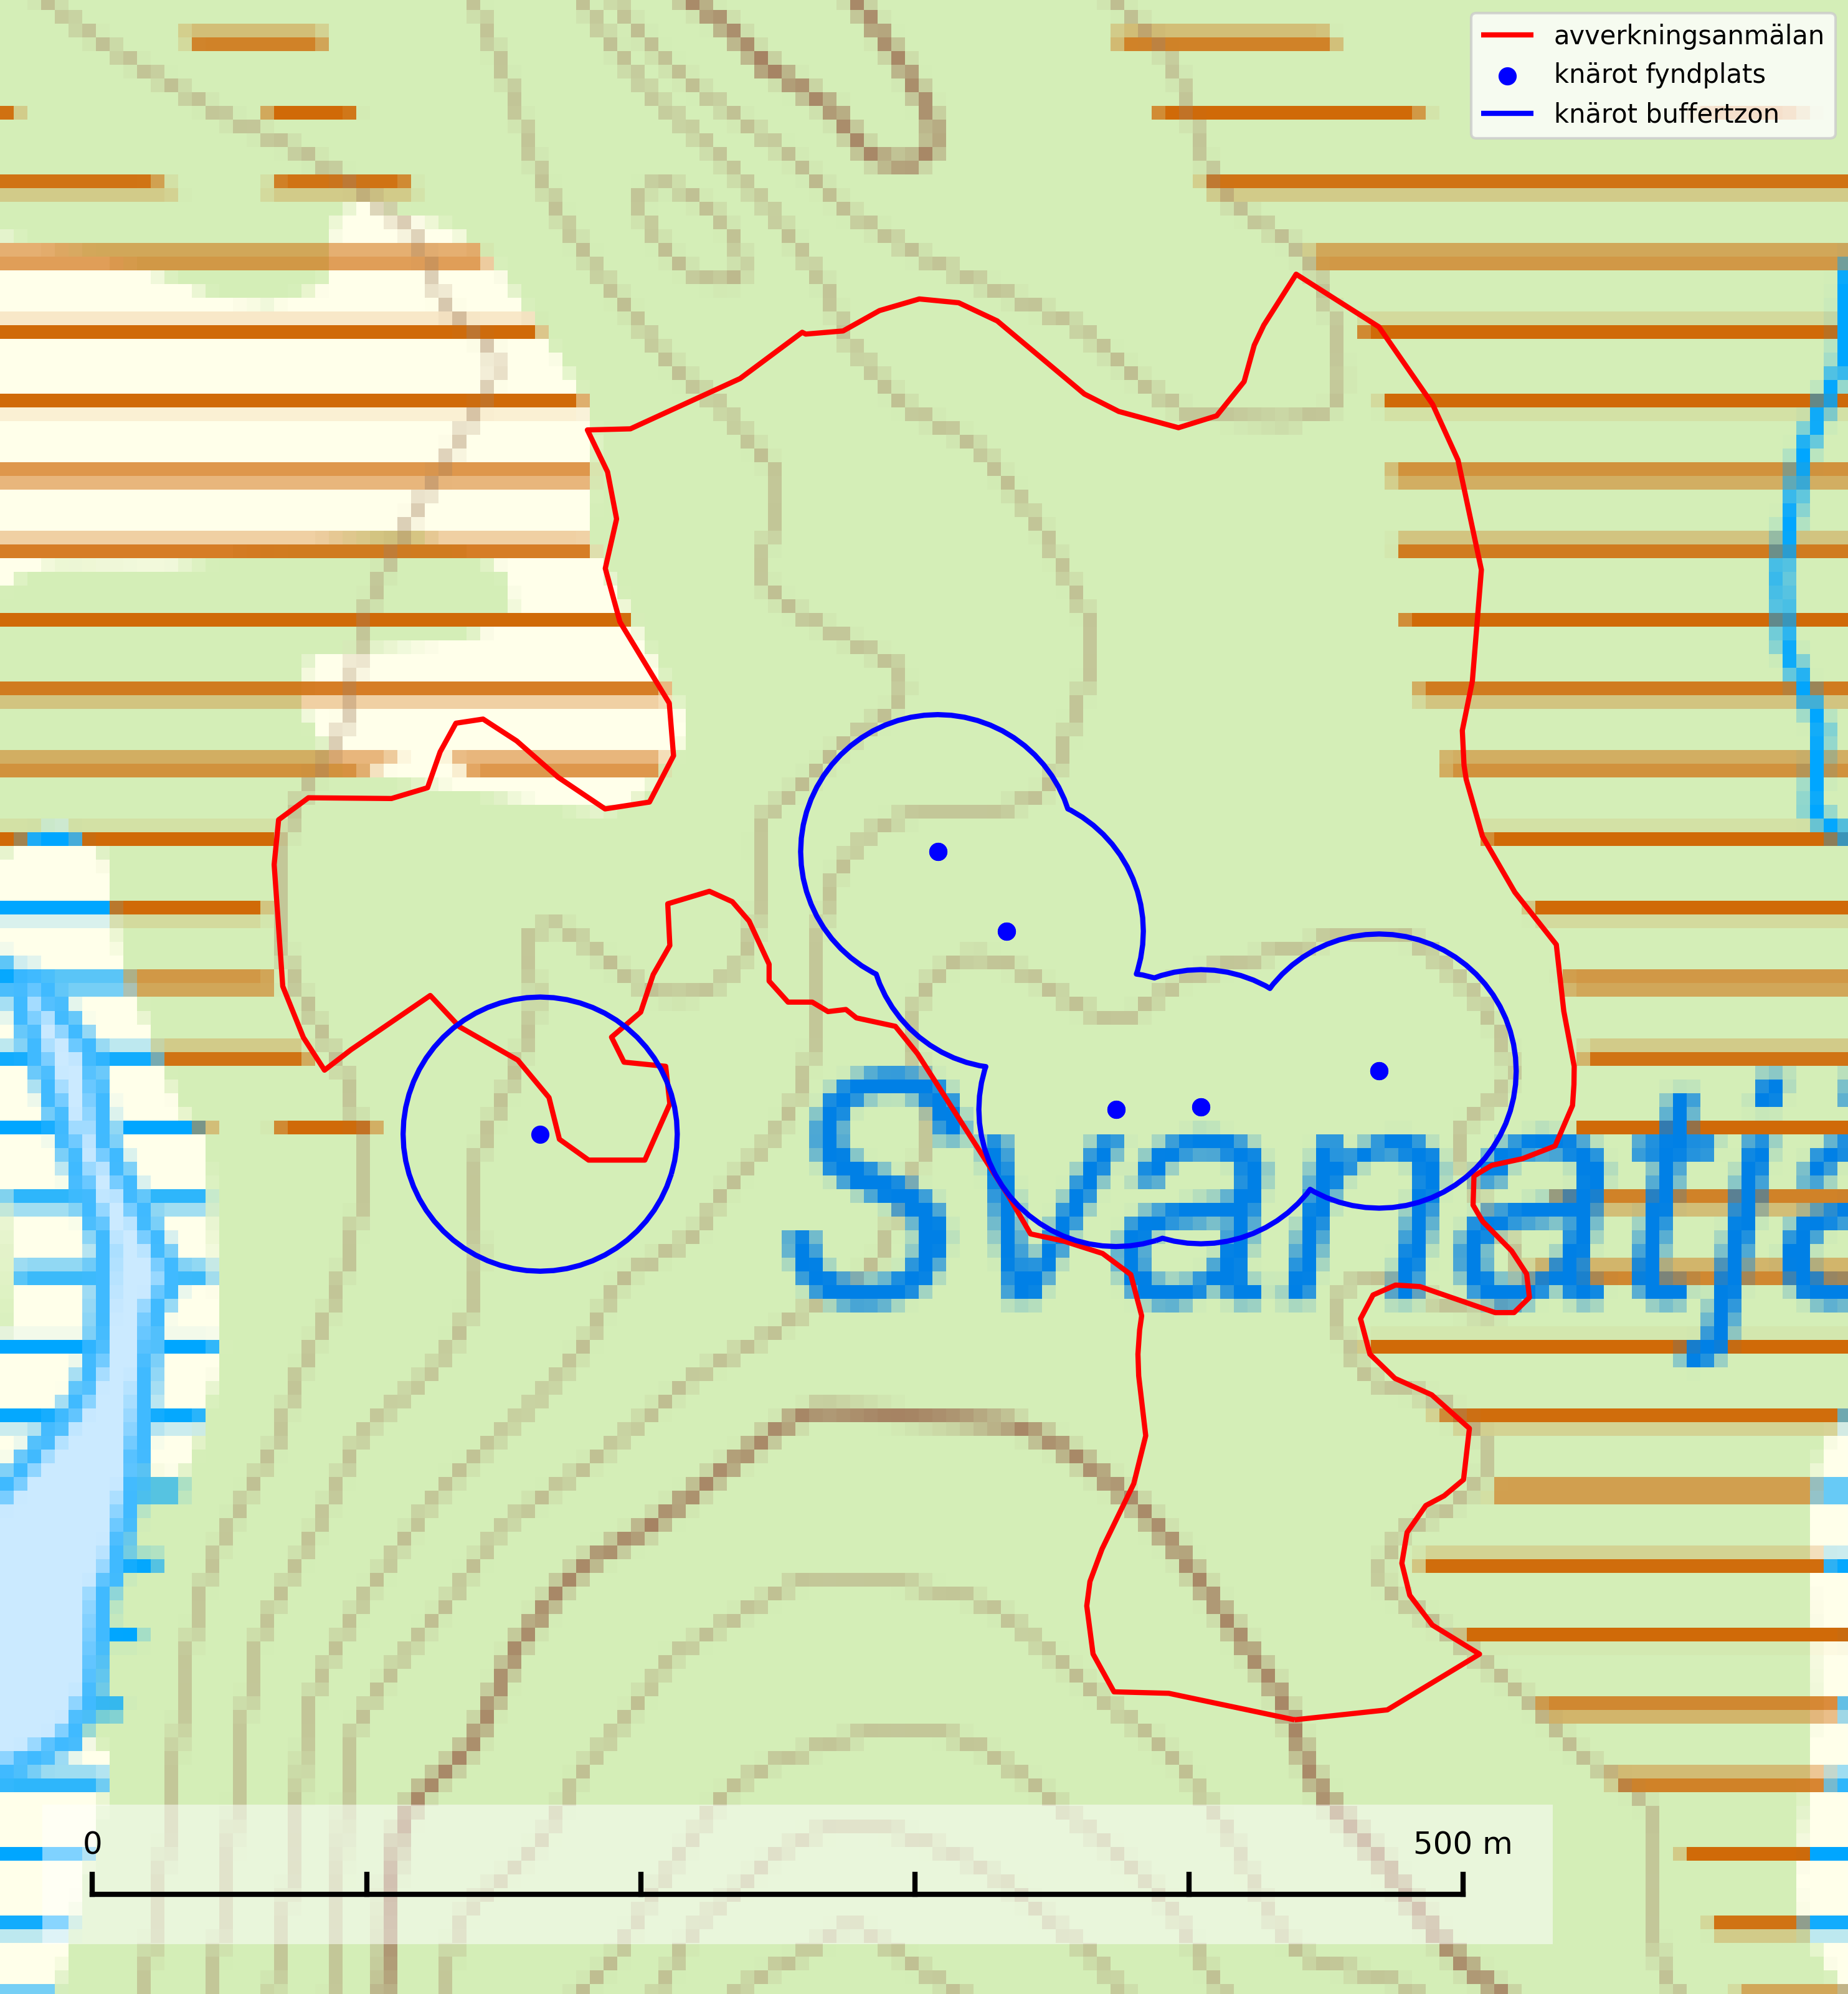 avverkningsanmälan
knärot fyndplats
knärot buffertzon
0
500 m